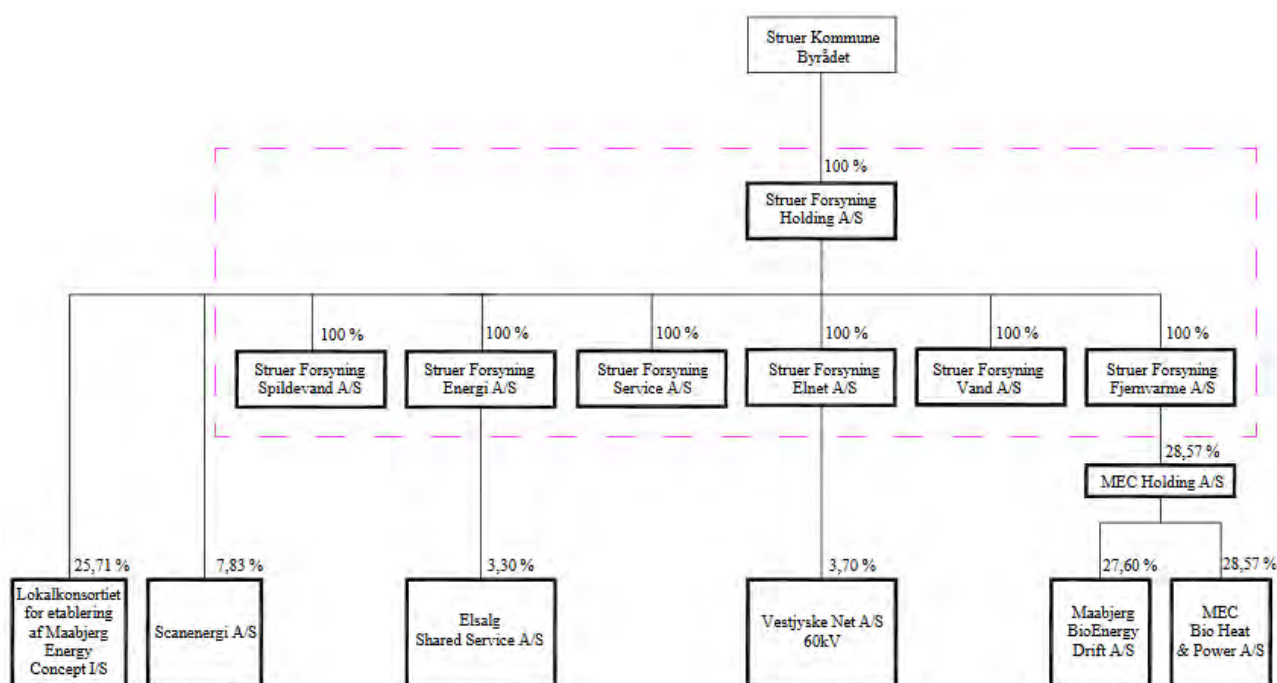 Struer Kommune
Byrådet
100 %
Struer Forsyning
Holding A/S
100 %
100 %
100 %
100 %
100 %
100 %
Struer Forsyning
Spildevand A/S
Struer Forsyning
Energi A/S
Struer Forsyning
Service A/S
Struer Forsyning
Elnet A/S
Struer Forsyning
Vand A/S
Struer Forsyning
Fjernvarme A/S
28,57 %
MEC Holding A/S
25,71 %
7,83 %
3,30 %
3,70 %
27,60 %
28,57 %
Lokalkonsortiet
for etablering
af Maabjerg
Energy
Concept I/S
Scanenergi A/S
Elsalg
Shared Service A/S
Vestjyske Net A/S
60kV
Maabjerg
BioEnergy
Drift A/S
MEC
Bio Heat
& Power A/S